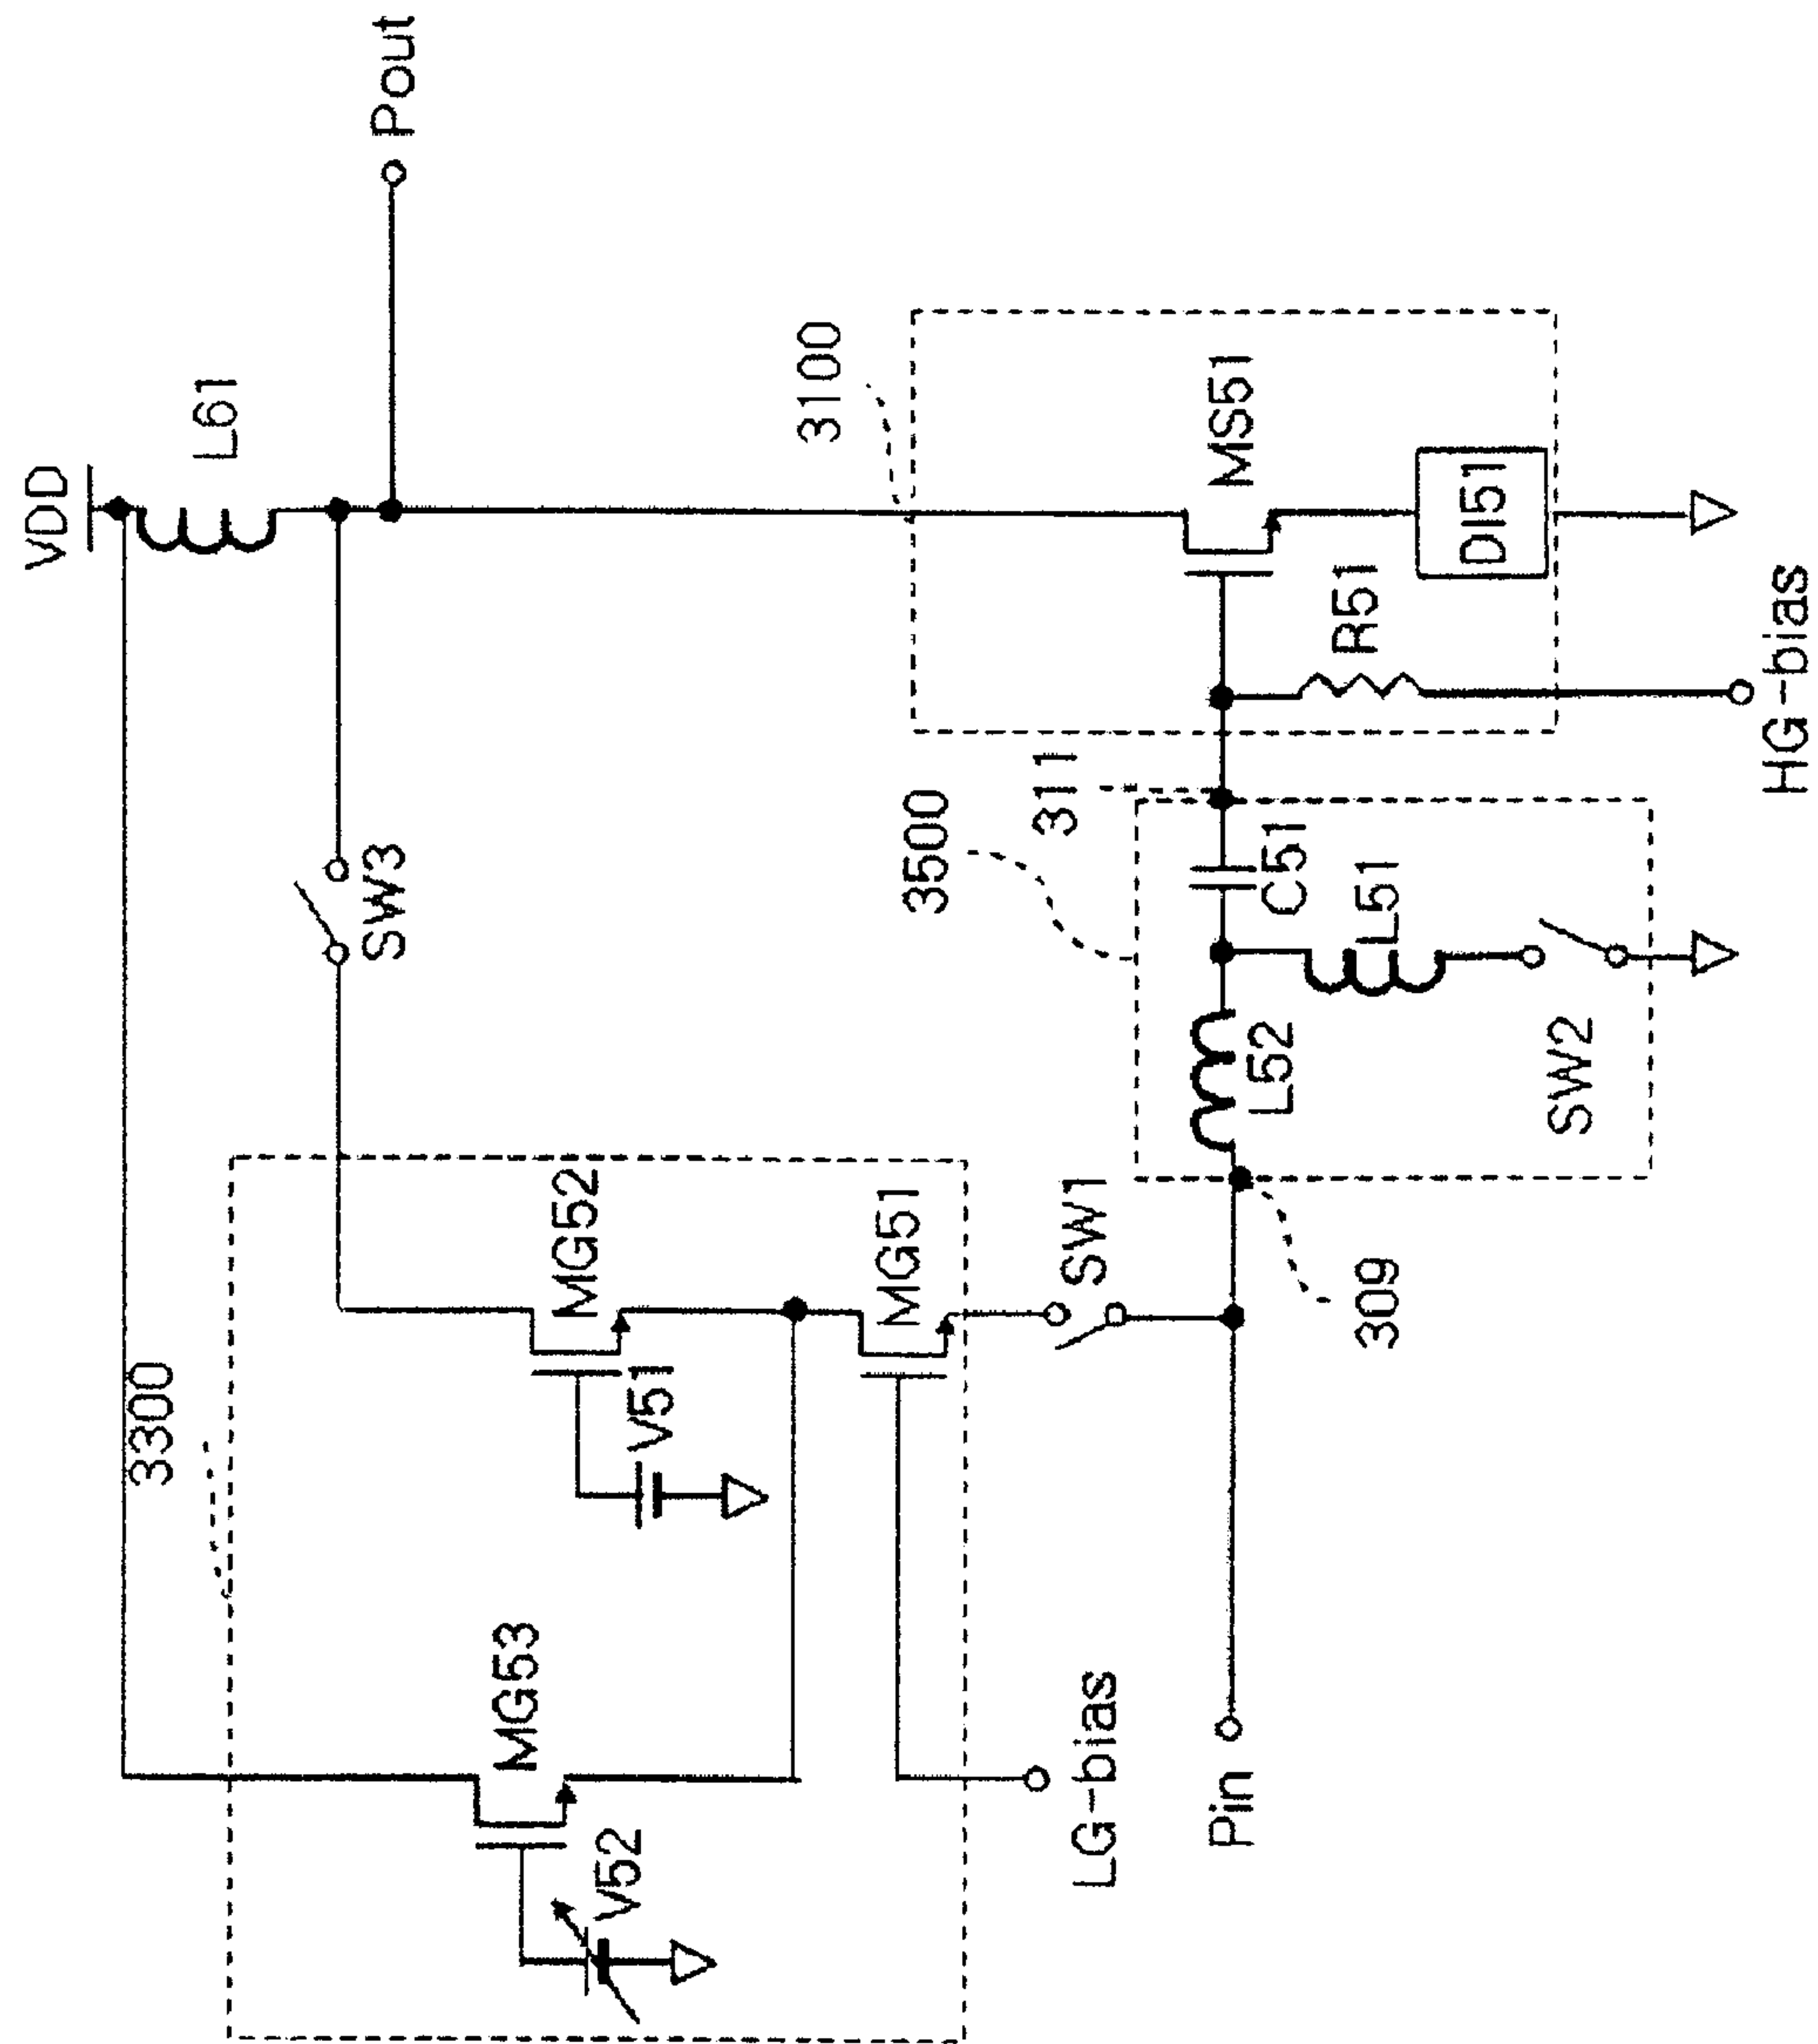 VDD
L61
Pout
3300
SW3
MG53
MG52
V52
V51
MG51
3100
MS51
R51
DI51
3500
311
C51
L51
L52
SW2
SW1
309
LG-bias
Pin
HG-bias